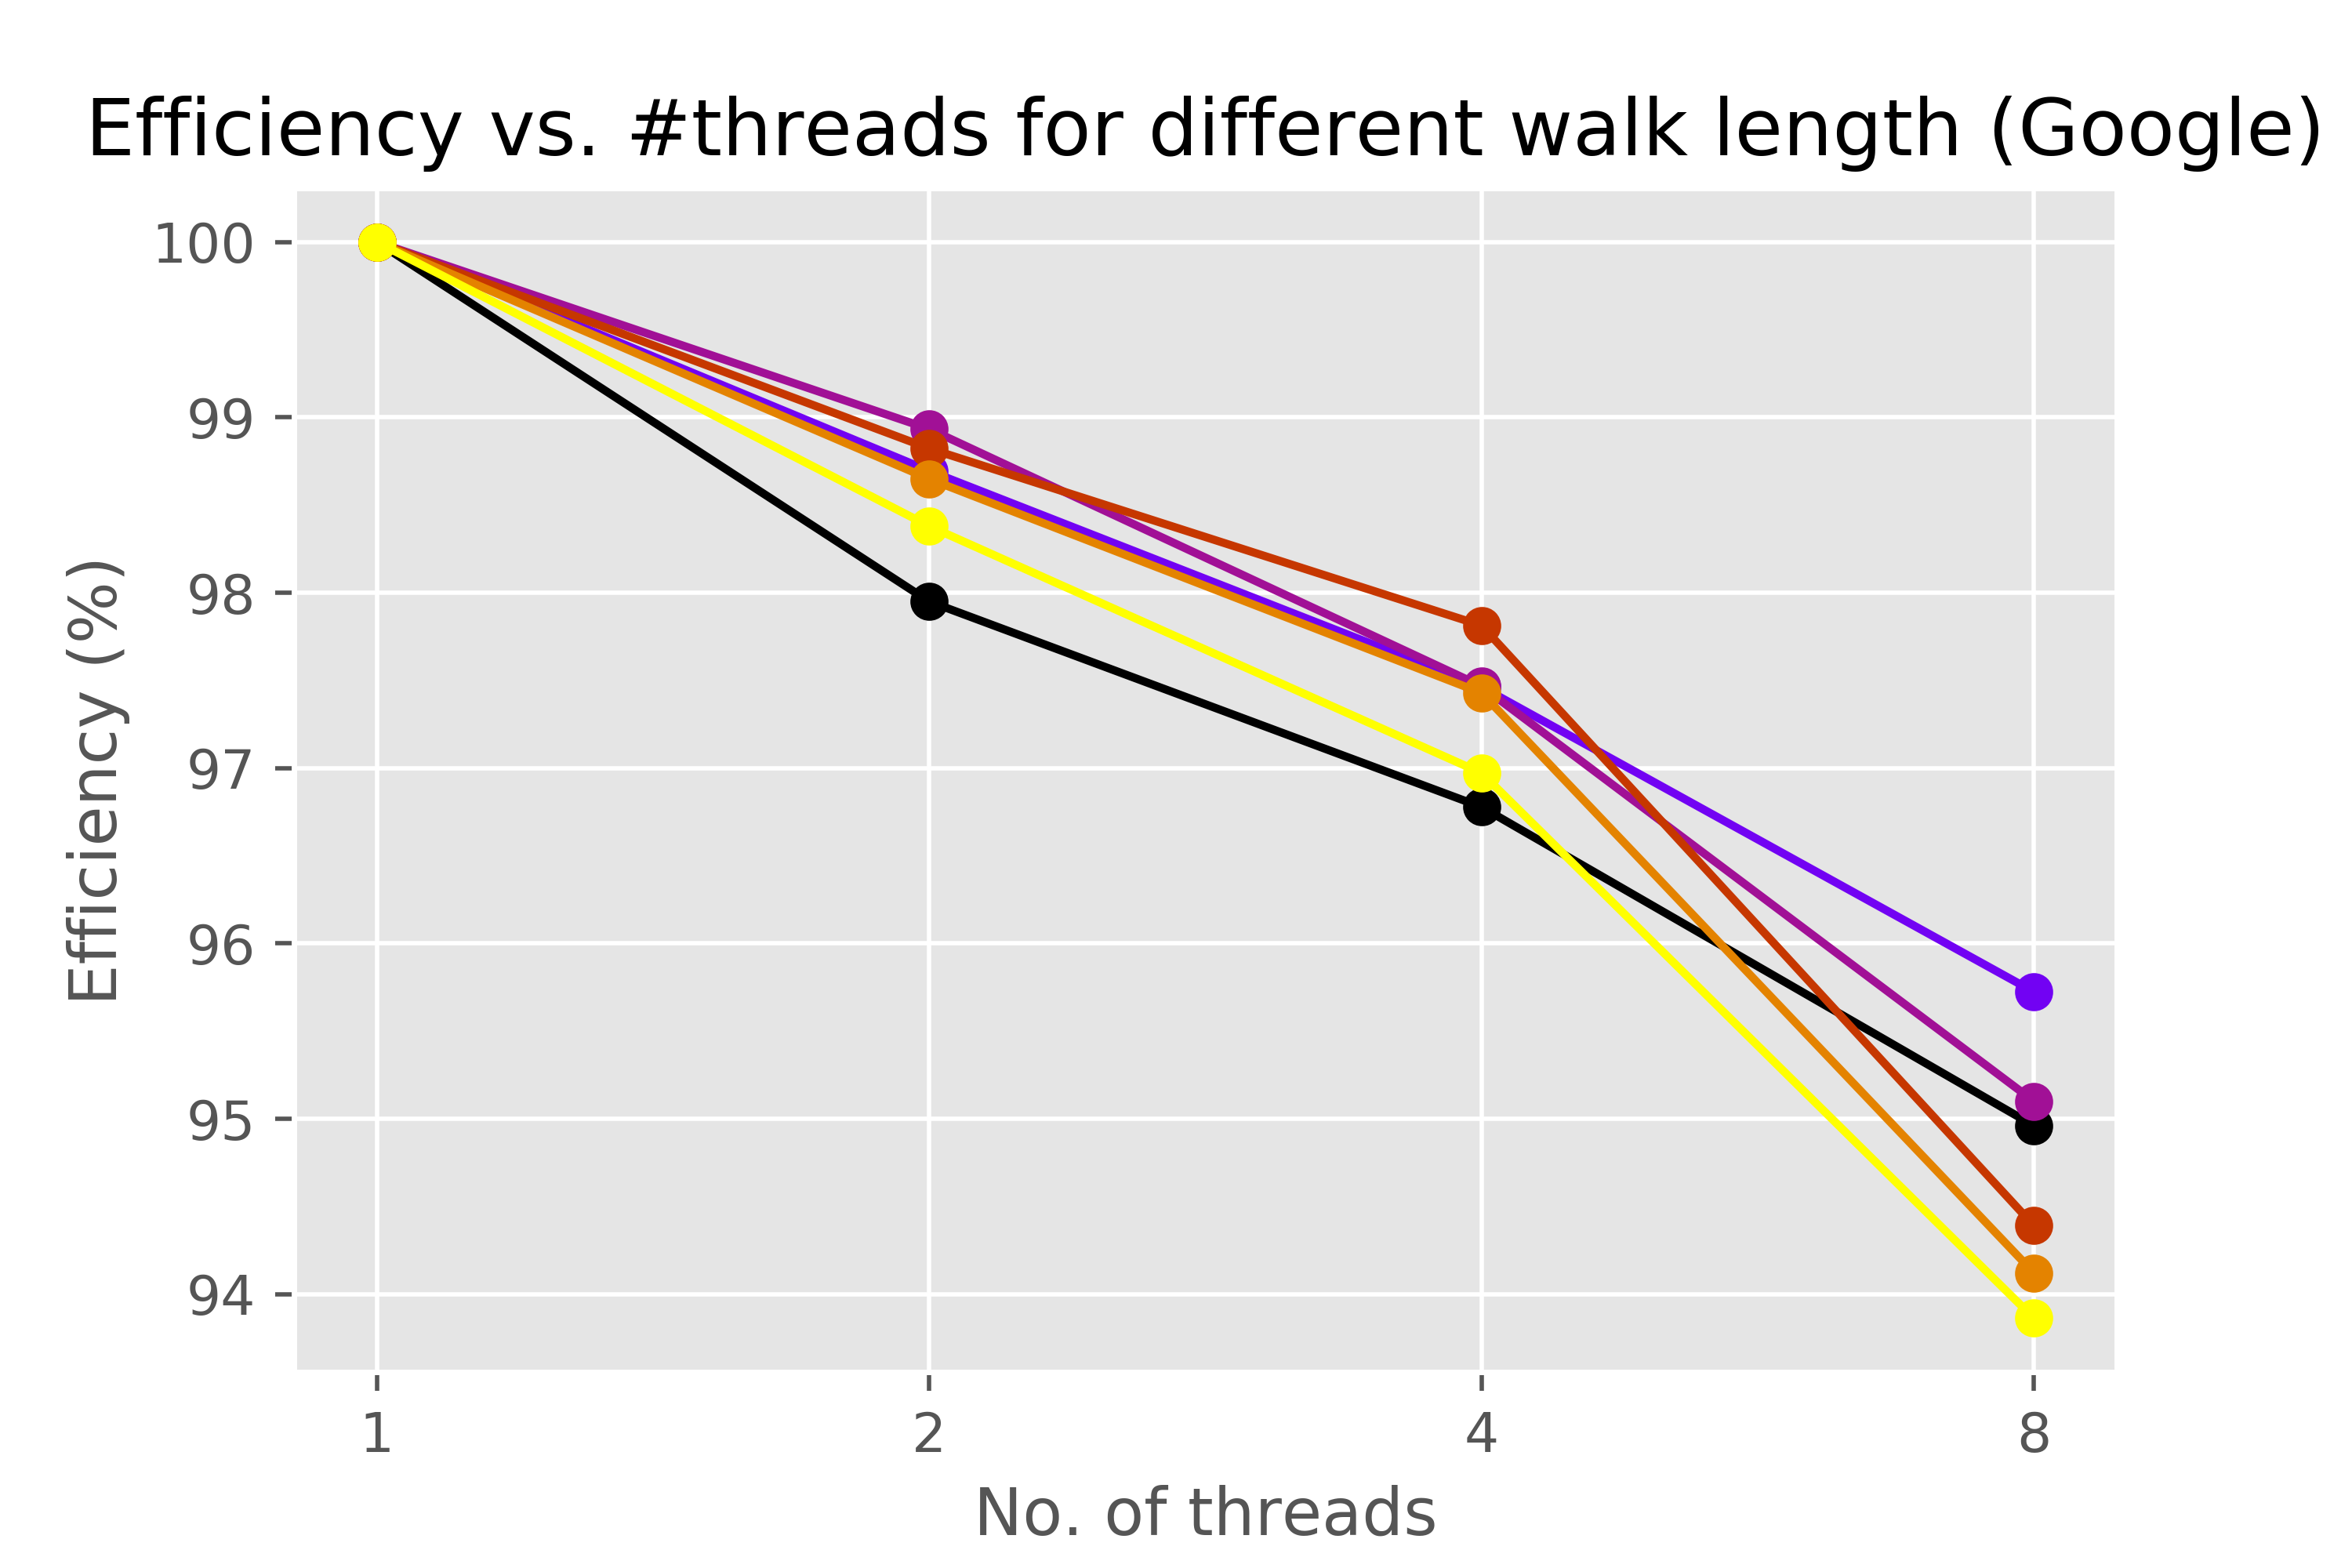 Efficiency vs. #threads for different walk length (Google)
100
99
98
97
96
95
94
Efficiency (%)
1 2 4 8
No. of threads